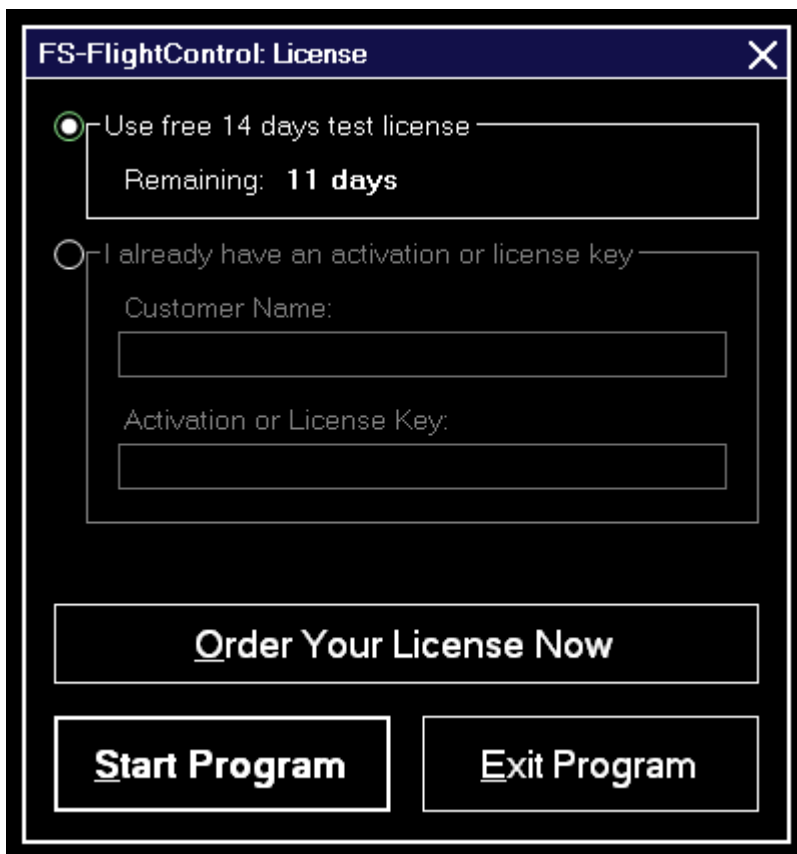 FS-FlightControl: License
Use free 14 days test license
Remaining: 11 days
I already have an activation or license key
Customer Name:
Activation or License Key:
Order Your License Now
Start Program
Exit Program